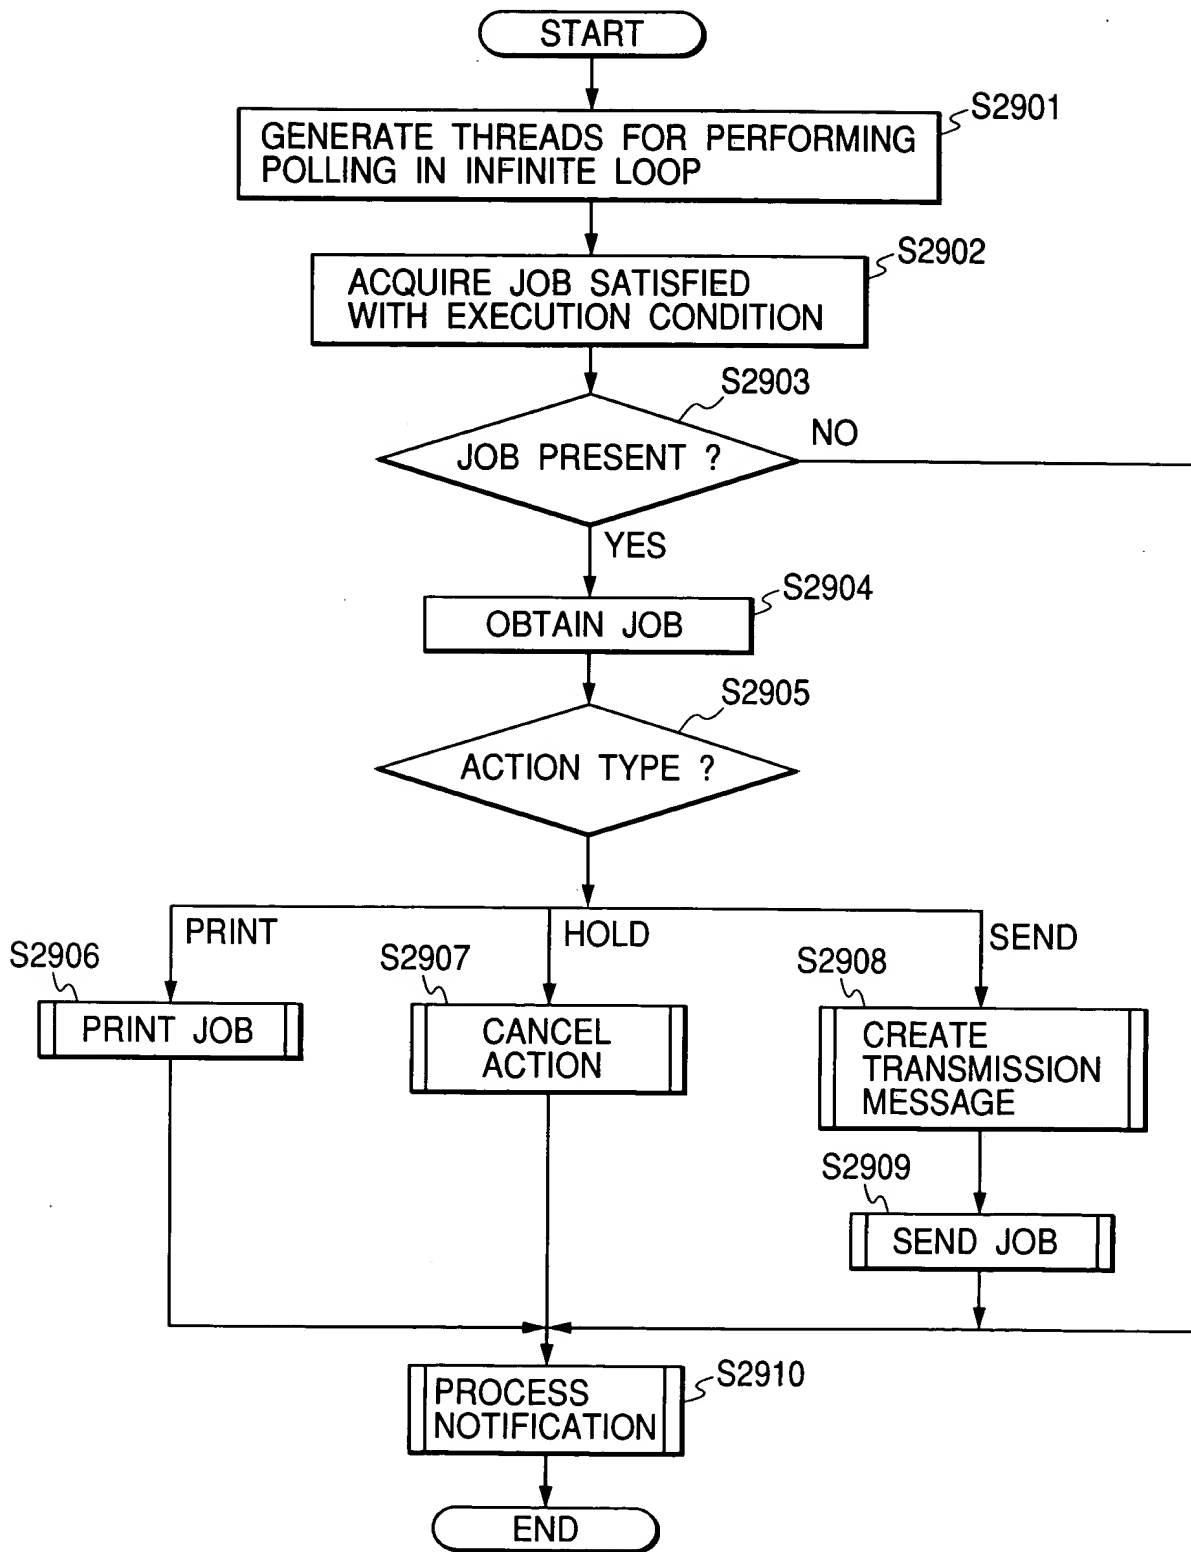 START
S2901
GENERATE THREADS FOR PERFORMING
POLLING IN INFINITE LOOP
S2902
ACQUIRE JOB SATISFIED
WITH EXECUTION CONDITION
S2903
JOB PRESENT ?
NO
YES
S2904
OBTAIN JOB
S2905
ACTION TYPE ?
PRINT
HOLD
SEND
S2906
PRINT JOB
S2907
CANCEL
ACTION
S2908
CREATE
TRANSMISSION
MESSAGE
S2909
SEND JOB
S2910
PROCESS
NOTIFICATION
END